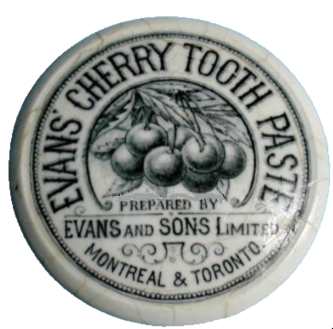 EVANS' CHERRY TOOTH PASTE
PREPARED BY
EVANS AND SONS LIMITED
MONTREAL & TORONTO.